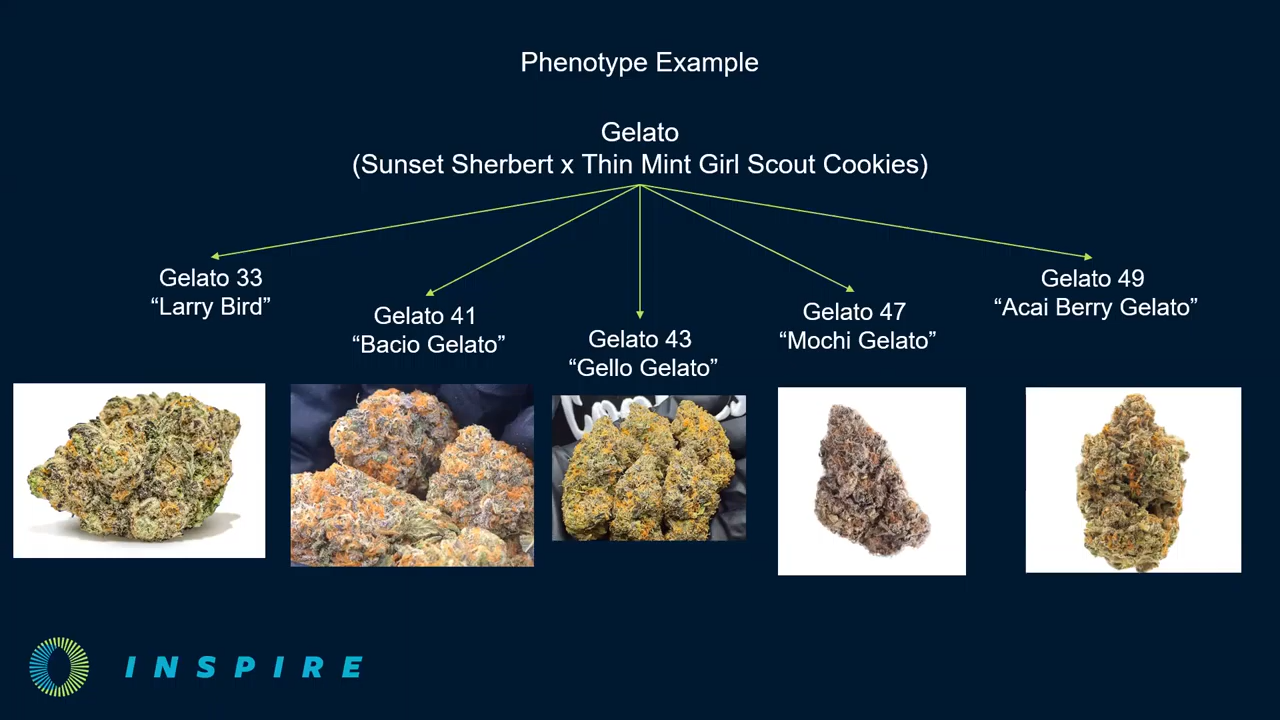 Phenotype Example
Gelato
(Sunset Sherbert x Thin Mint Girl Scout Cookies)
Gelato 33
“Larry Bird”
Gelato 41
“Bacio Gelato”
Gelato 43
“Gello Gelato”
Gelato 47
“Mochi Gelato”
Gelato 49
“Acai Berry Gelato”
INSPIRE